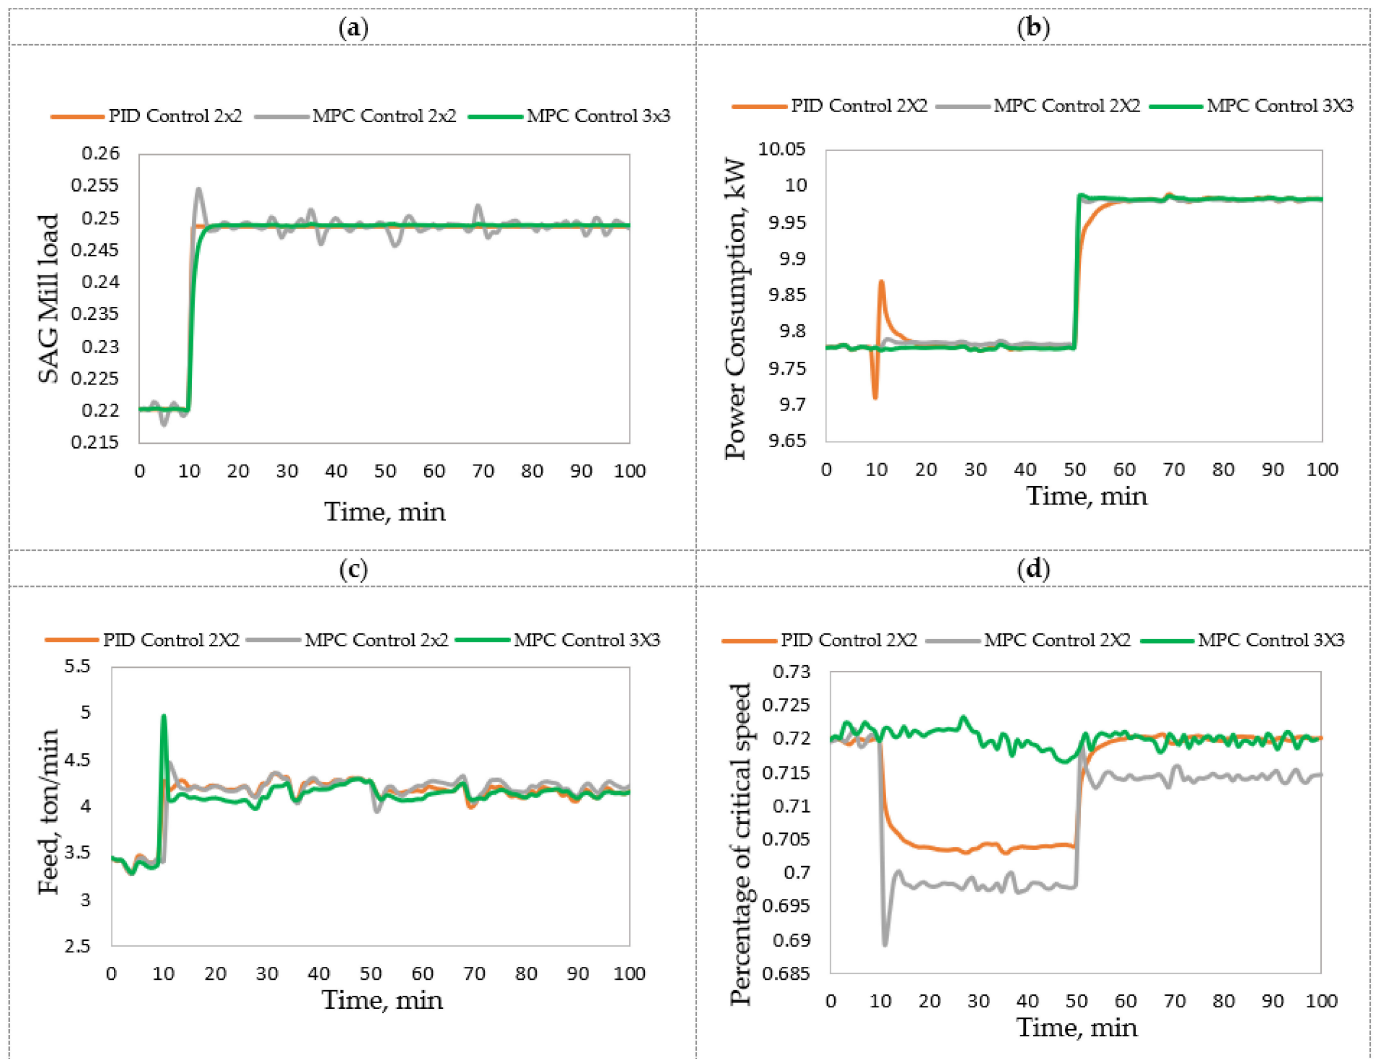 (a)
PID Control 2x2 MPC Control 2x2 MPC Control 3x3
SAG Mill load
0.26
0.255
0.25
0.245
0.24
0.235
0.23
0.225
0.22
0.215
0 10 20 30 40 50 60 70 80 90 100
Time, min
(b)
PID Control 2X2 MPC Control 2X2 MPC Control 3X3
Power Consumption, kW
10.05
10
9.95
9.9
9.85
9.8
9.75
9.7
9.65
0 10 20 30 40 50 60 70 80 90 100
Time, min
(c)
PID Control 2X2 MPC Control 2x2 MPC Control 3X3
Feed, ton/min
5.5
5
4.5
4
3.5
3
2.5
0 10 20 30 40 50 60 70 80 90 100
Time, min
(d)
PID Control 2X2 MPC Control 2X2 MPC Control 3X3
Percentage of critical speed
0.73
0.725
0.72
0.715
0.71
0.705
0.7
0.695
0.69
0.685
0 10 20 30 40 50 60 70 80 90 100
Time, min